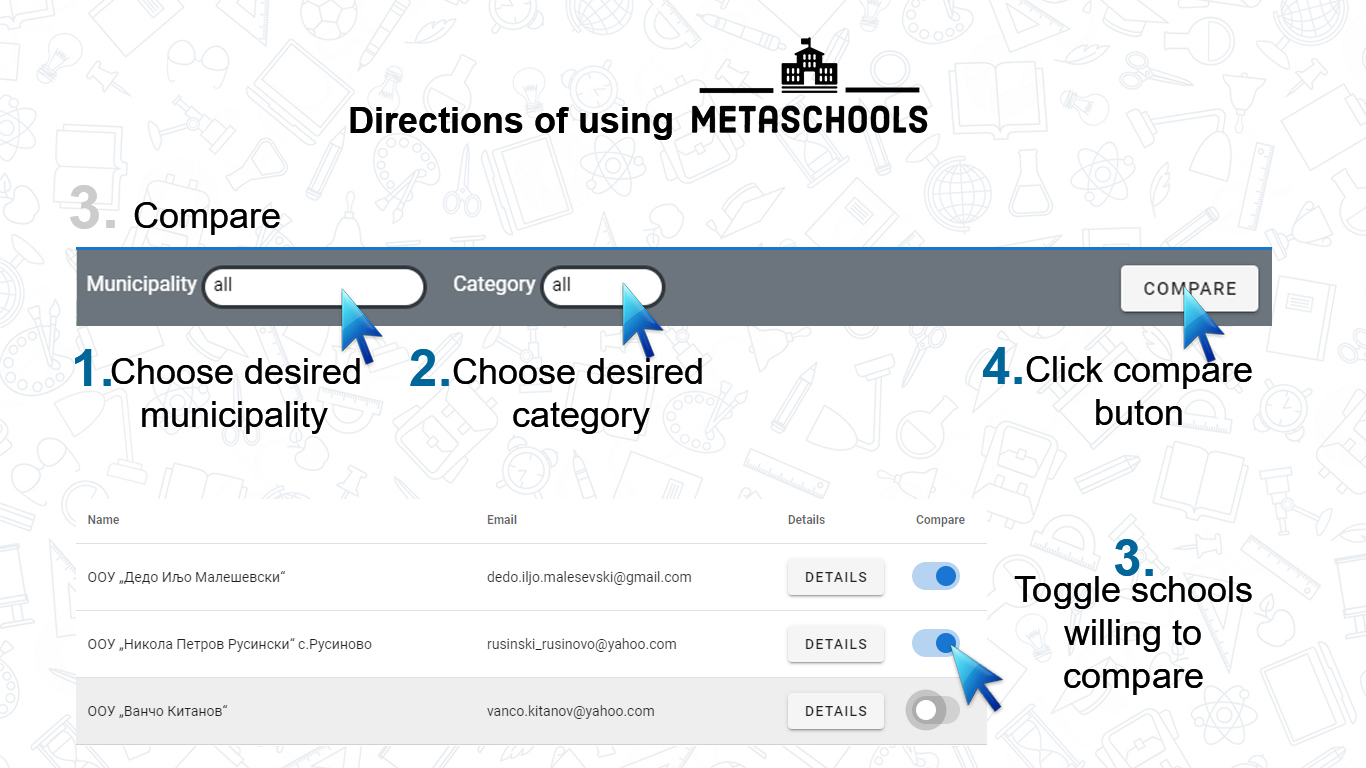 Directions of using METASCHOOLS
3. Compare
Municipality all Category all COMPARE
1.Choose desired
municipality
2.Choose desired
category
4.Click compare
buton
Name Email Details Compare
ООУ „Дедо Иљо Малешевски“ dedo.iljo.malesevski@gmail.com DETAILS
ООУ „Никола Петров Русински“ с.Русиново rusinski_rusinovo@yahoo.com DETAILS
ООУ „Ванчо Китанов“ vanco.kitanov@yahoo.com DETAILS
3.
Toggle schools
willing to
compare